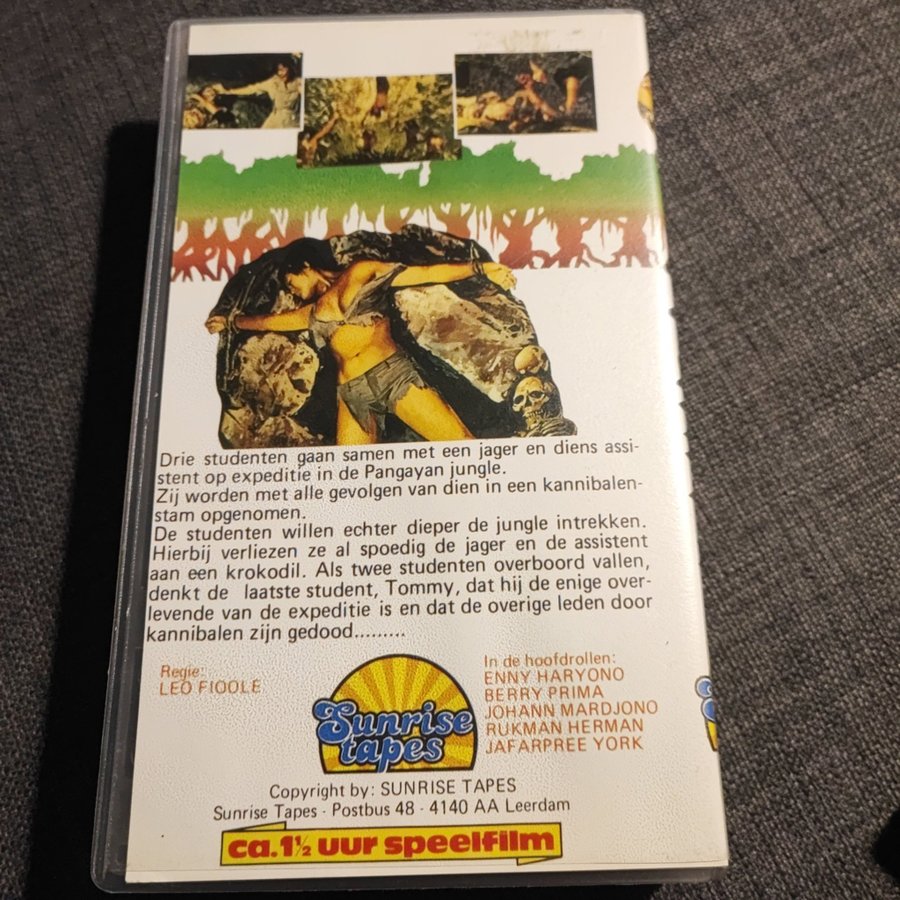 Drie studenten gaan samen met een jager en diens assi-
stent op expeditie in de Pangayan jungle.
Zij worden met alle gevolgen van dien in een kannibalen-
stam opgenomen.
De studenten willen echter dieper de jungle intrekken.
Hierbij verliezen ze al spoedig de jager en de assistent
aan een krokodil. Als twee studenten overboord vallen,
denkt de laatste student, Tommy, dat hij de enige over-
levende van de expeditie is en dat de overige leden door
kannibalen zijn gedood.........
Regie:
LEO FIOOLE
Sunrise
tapes
In de hoofdrollen:
ENNY HARYONO
BERRY PRIMA
JOHANN MARDJONO
RUKMAN HERMAN
JAFARPREE YORK
Copyright by: SUNRISE TAPES
Sunrise Tapes - Postbus 48 - 4140 AA Leerdam
ca. 1½ uur speelfilm